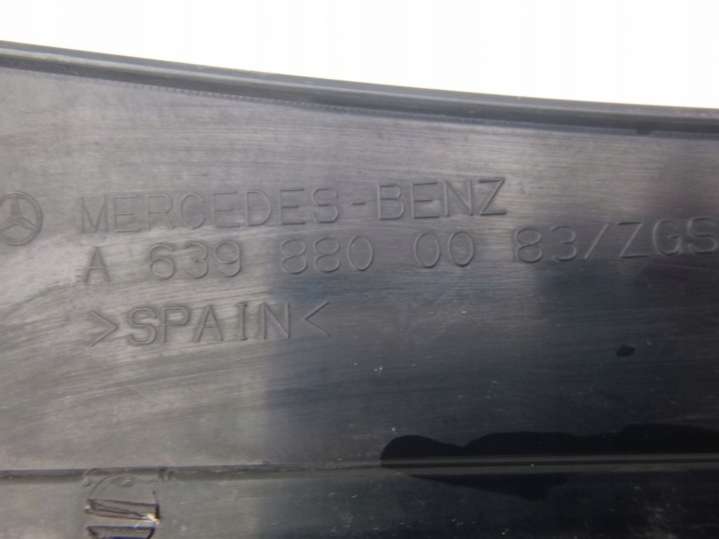 MERCEDES-BENZ
A 639 880 00 83/ZGS
>SPAIN<